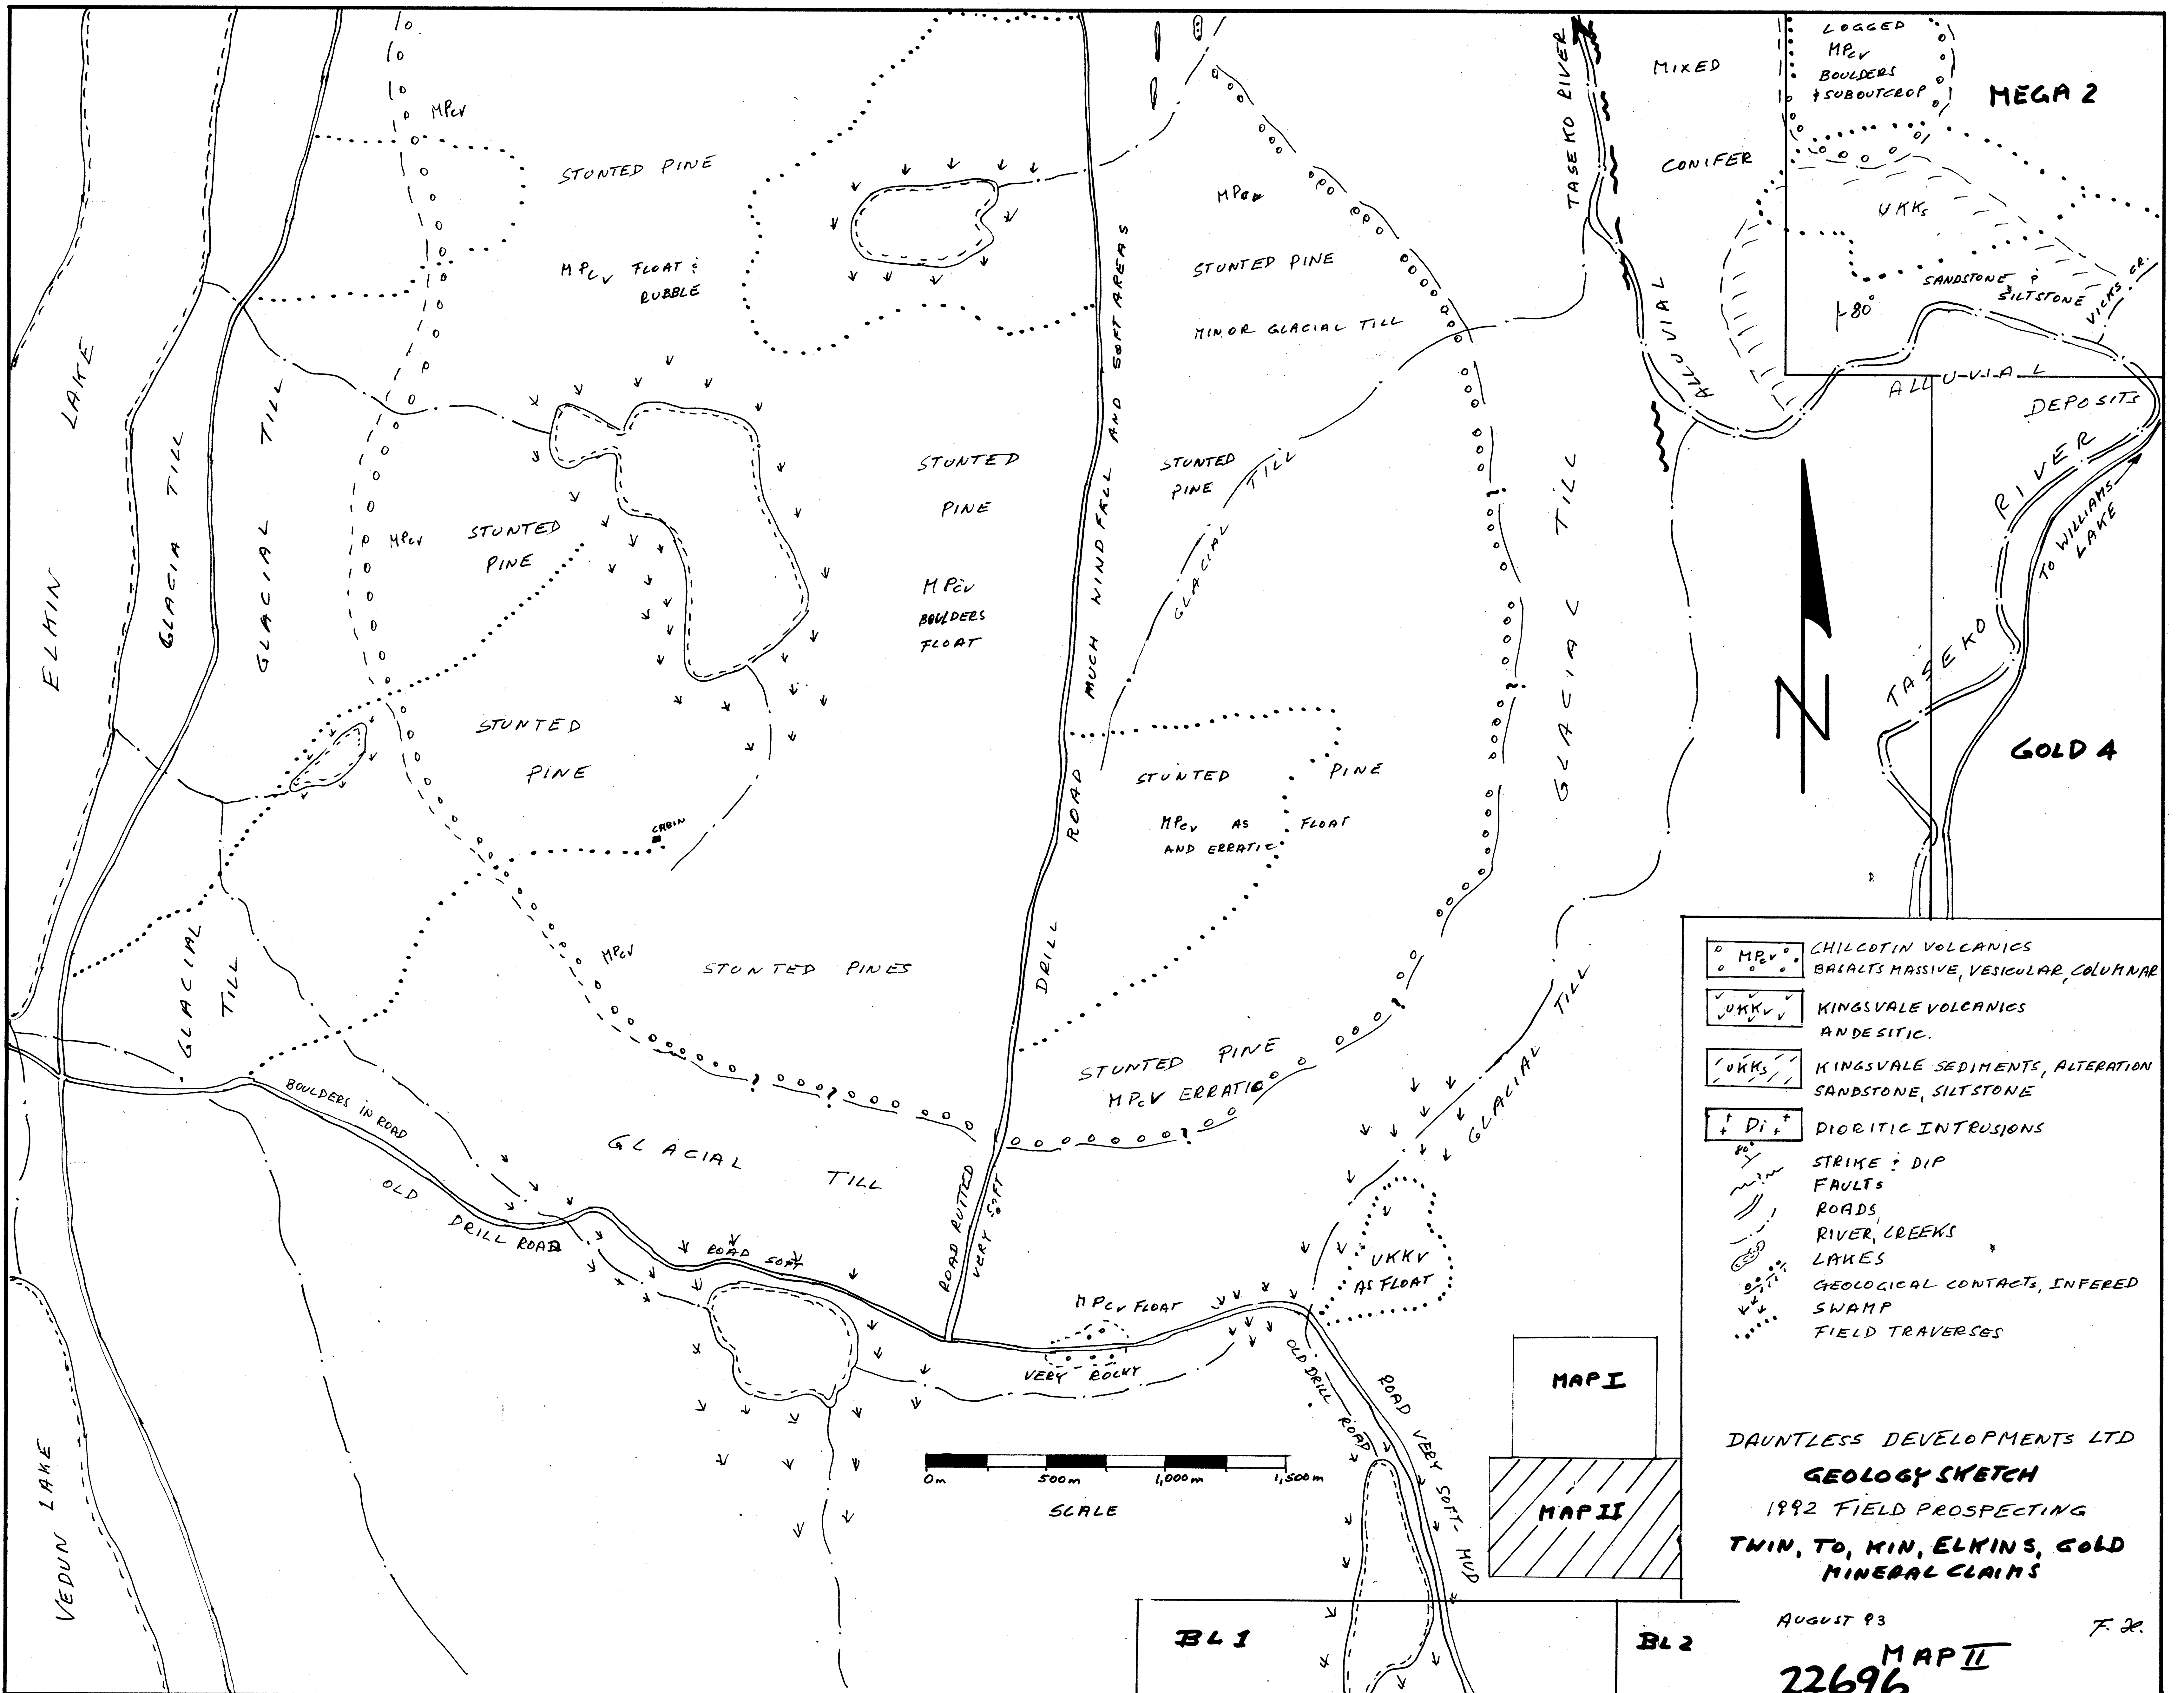 MPcv
STUNTED PINE
MPcv FLOAT &
RUBBLE
ELKIN LAKE
GLACIA TILL
GLACIAL TILL
MPcv
STUNTED
PINE
STUNTED
PINE
MPcv
BOULDERS
FLOAT
STUNTED
PINE
CABIN
GLACIAL
TILL
MPcv
STUNTED PINES
BOULDERS IN ROAD
OLD
DRILL ROAD
GLACIAL
TILL
ROAD
SOFT
VEDUN LAKE
DRILL ROAD MUCH WINDFALL AND SOFT AREAS
ROAD RUTTED
VERY SOFT
MPcv
STUNTED PINE
MINOR GLACIAL TILL
STUNTED
PINE
GLACIAL TILL
STUNTED PINE
MPcv AS FLOAT
AND ERRATIC
STUNTED PINE
MPcV ERRATIC
GLACIAL TILL
GLACIAL TILL
UKKV
AS FLOAT
MPcv FLOAT
VERY ROCKY
OLD DRILL ROAD
ROAD VERY SOFT - MUD
TASEKO RIVER
MIXED
CONIFER
ALLUVIAL
LOGGED
MPcv
BOULDERS
+ SUBOUTCROP
MEGA 2
UKKs
SANDSTONE &
SILTSTONE
80°
VICKS CR.
ALLUVIAL
DEPOSITS
TASEKO RIVER
TO WILLIAMS
LAKE
N
GOLD 4
MPcv CHILCOTIN VOLCANICS
BASALTS MASSIVE, VESICULAR, COLUMNAR
UKKv KINGSVALE VOLCANICS
ANDESITIC.
UKKs KINGSVALE SEDIMENTS, ALTERATION
SANDSTONE, SILTSTONE
Di DIORITIC INTRUSIONS
80° STRIKE & DIP
FAULTS
ROADS
RIVER, CREEKS
LAKES
GEOLOGICAL CONTACTS, INFERED
SWAMP
FIELD TRAVERSES
MAP I
MAP II
0m 500m 1,000m 1,500m
SCALE
DAUNTLESS DEVELOPMENTS LTD
GEOLOGY SKETCH
1992 FIELD PROSPECTING
TWIN, TO, KIN, ELKINS, GOLD
MINERAL CLAIMS
BL 1
BL 2
AUGUST 93
MAP II
22696